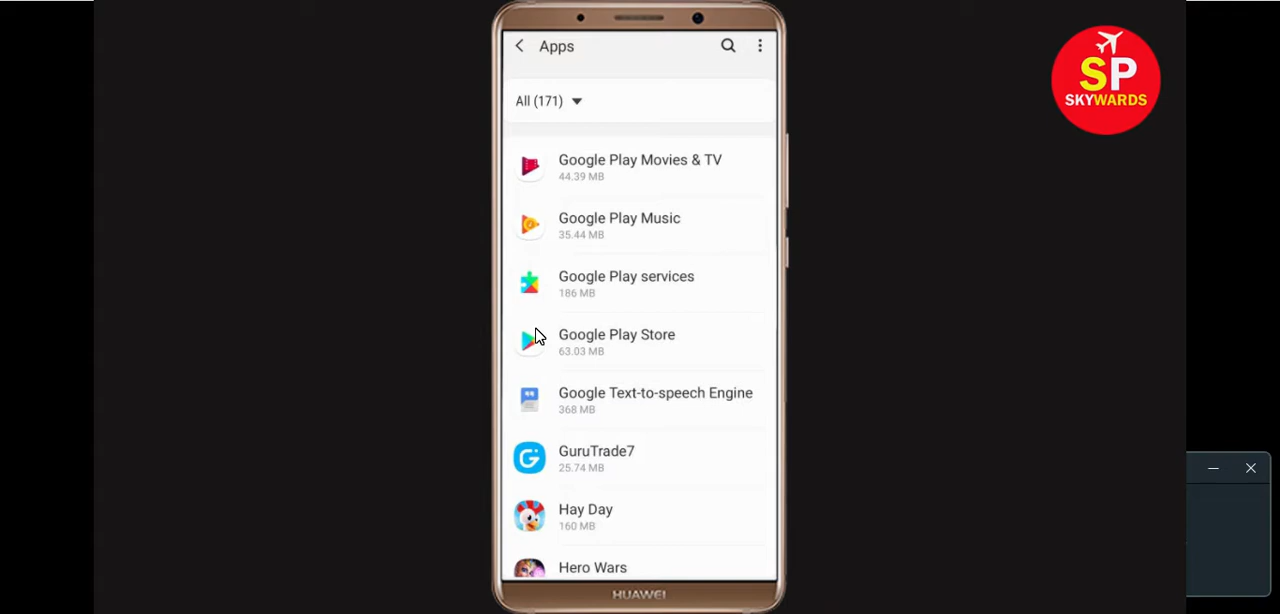 Apps
All (171)
Google Play Movies & TV
44.39 MB
Google Play Music
35.44 MB
Google Play services
186 MB
Google Play Store
63.03 MB
Google Text-to-speech Engine
368 MB
GuruTrade7
25.74 MB
Hay Day
160 MB
Hero Wars
HUAWEI
SP
SKYWARDS